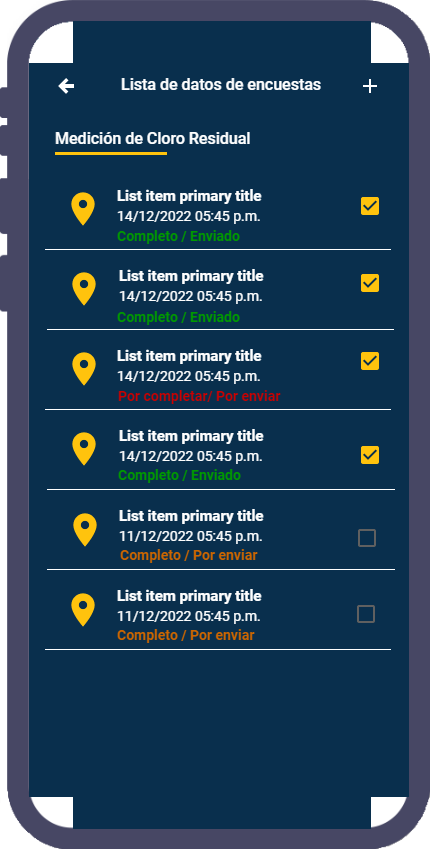 Lista de datos de encuestas
Medición de Cloro Residual
List item primary title
14/12/2022 05:45 p.m.
Completo / Enviado
List item primary title
14/12/2022 05:45 p.m.
Completo / Enviado
List item primary title
14/12/2022 05:45 p.m.
Por completar/ Por enviar
List item primary title
14/12/2022 05:45 p.m.
Completo / Enviado
List item primary title
11/12/2022 05:45 p.m.
Completo / Por enviar
List item primary title
11/12/2022 05:45 p.m.
Completo / Por enviar